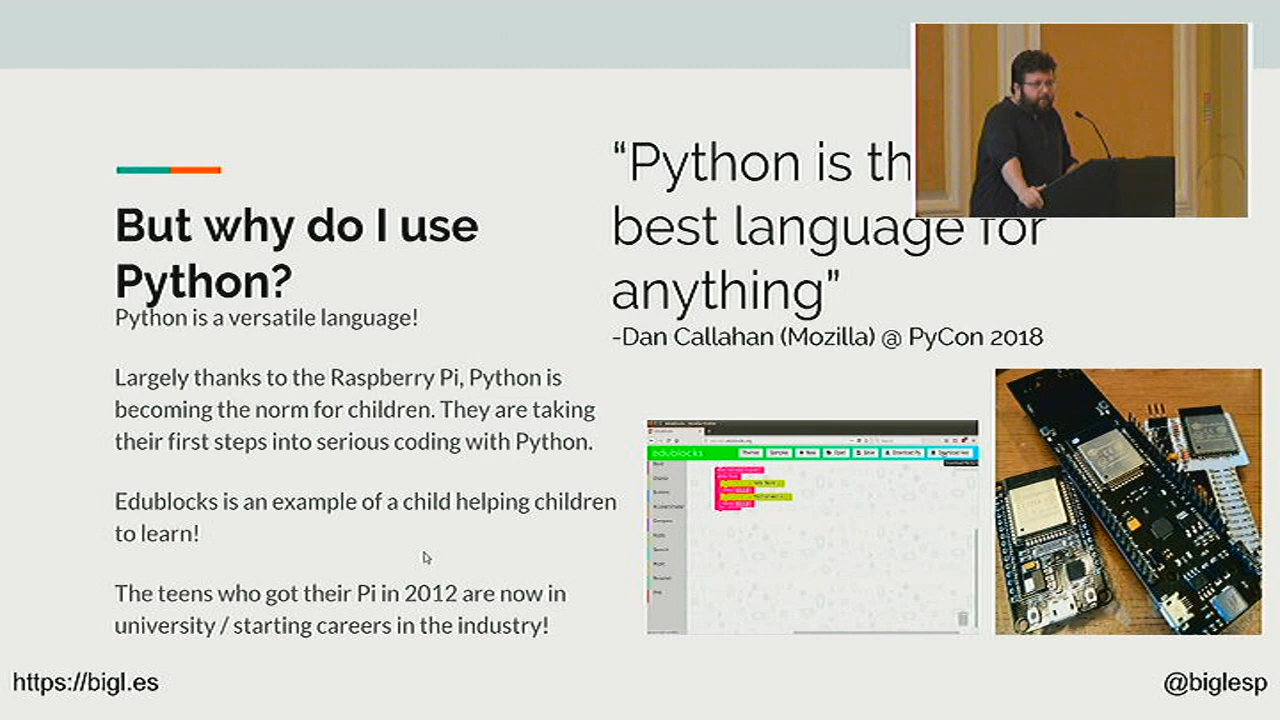 But why do I use
Python?
Python is a versatile language!
Largely thanks to the Raspberry Pi, Python is
becoming the norm for children. They are taking
their first steps into serious coding with Python.
Edublocks is an example of a child helping children
to learn!
The teens who got their Pi in 2012 are now in
university / starting careers in the industry!
“Python is th
best language for
anything”
-Dan Callahan (Mozilla) @ PyCon 2018
edublocks
https://bigl.es
@biglesp